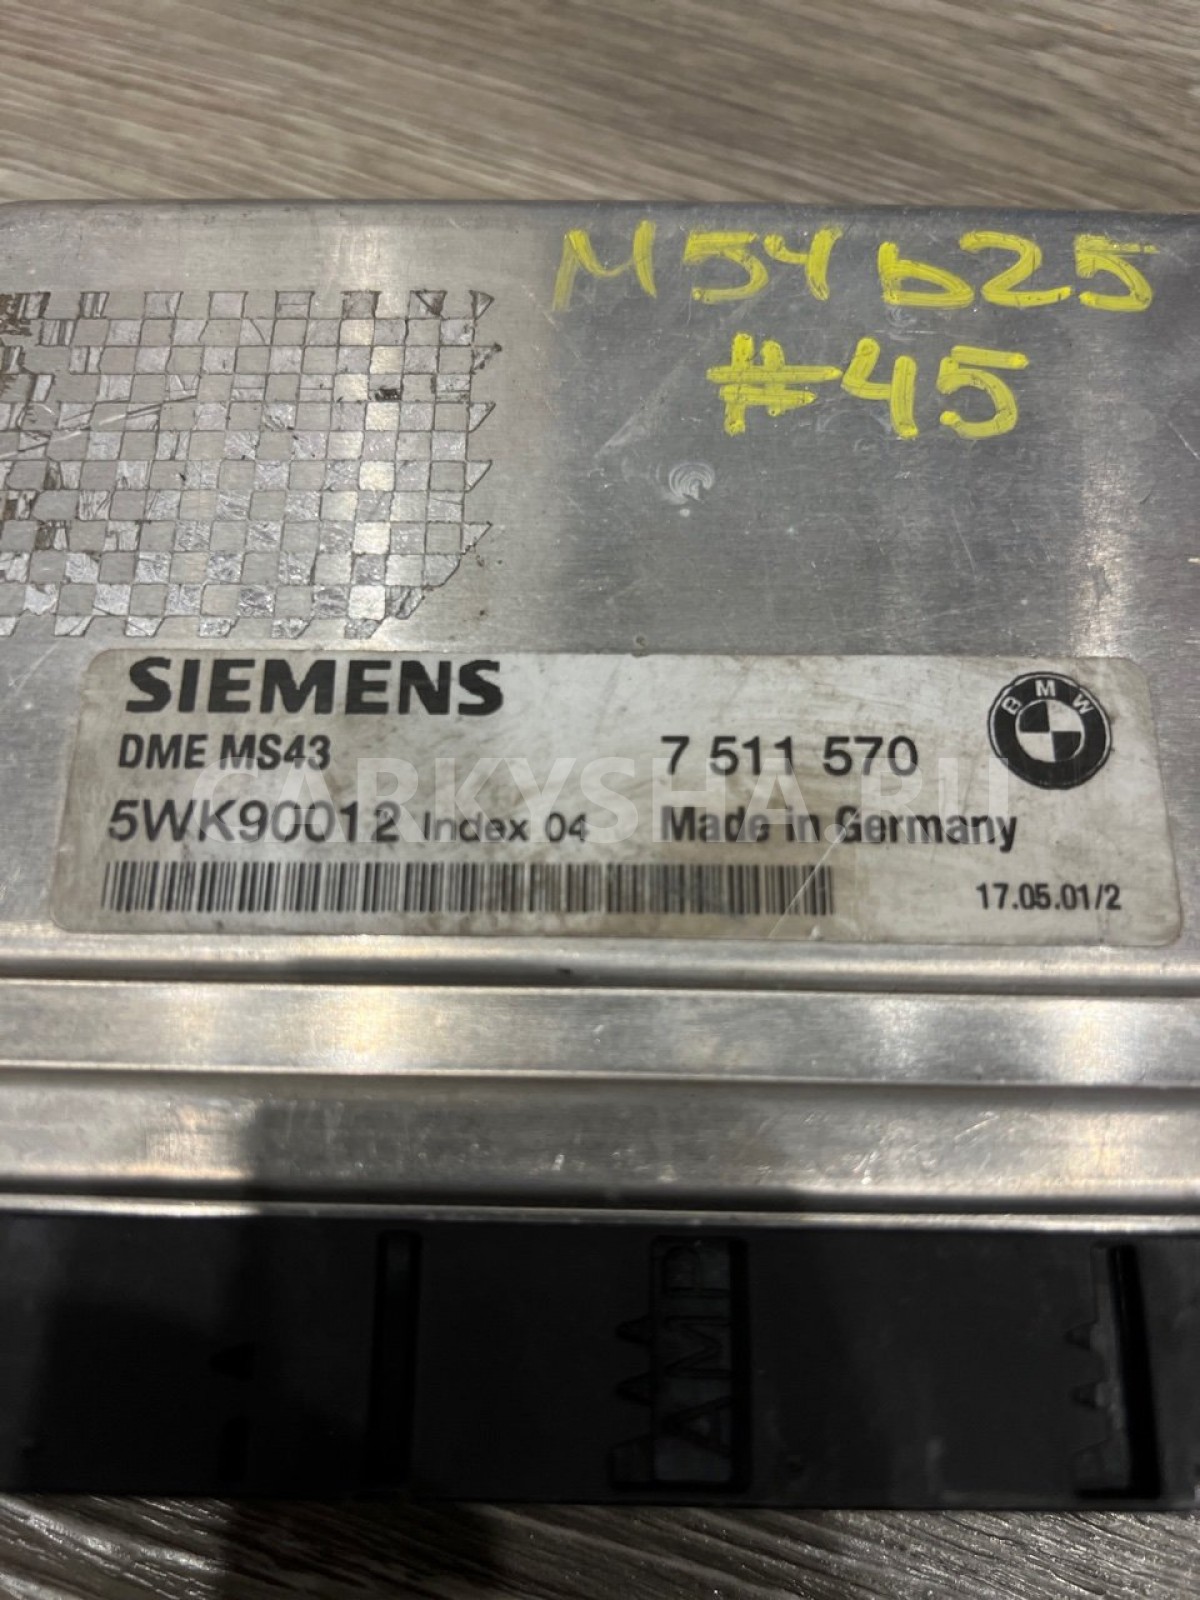 M54b25
#45
SIEMENS
BMW
DME MS43
7 511 570
5WK90012 Index 04
Made in Germany
17.05.01/2
CARKYSHA.RU
AMP